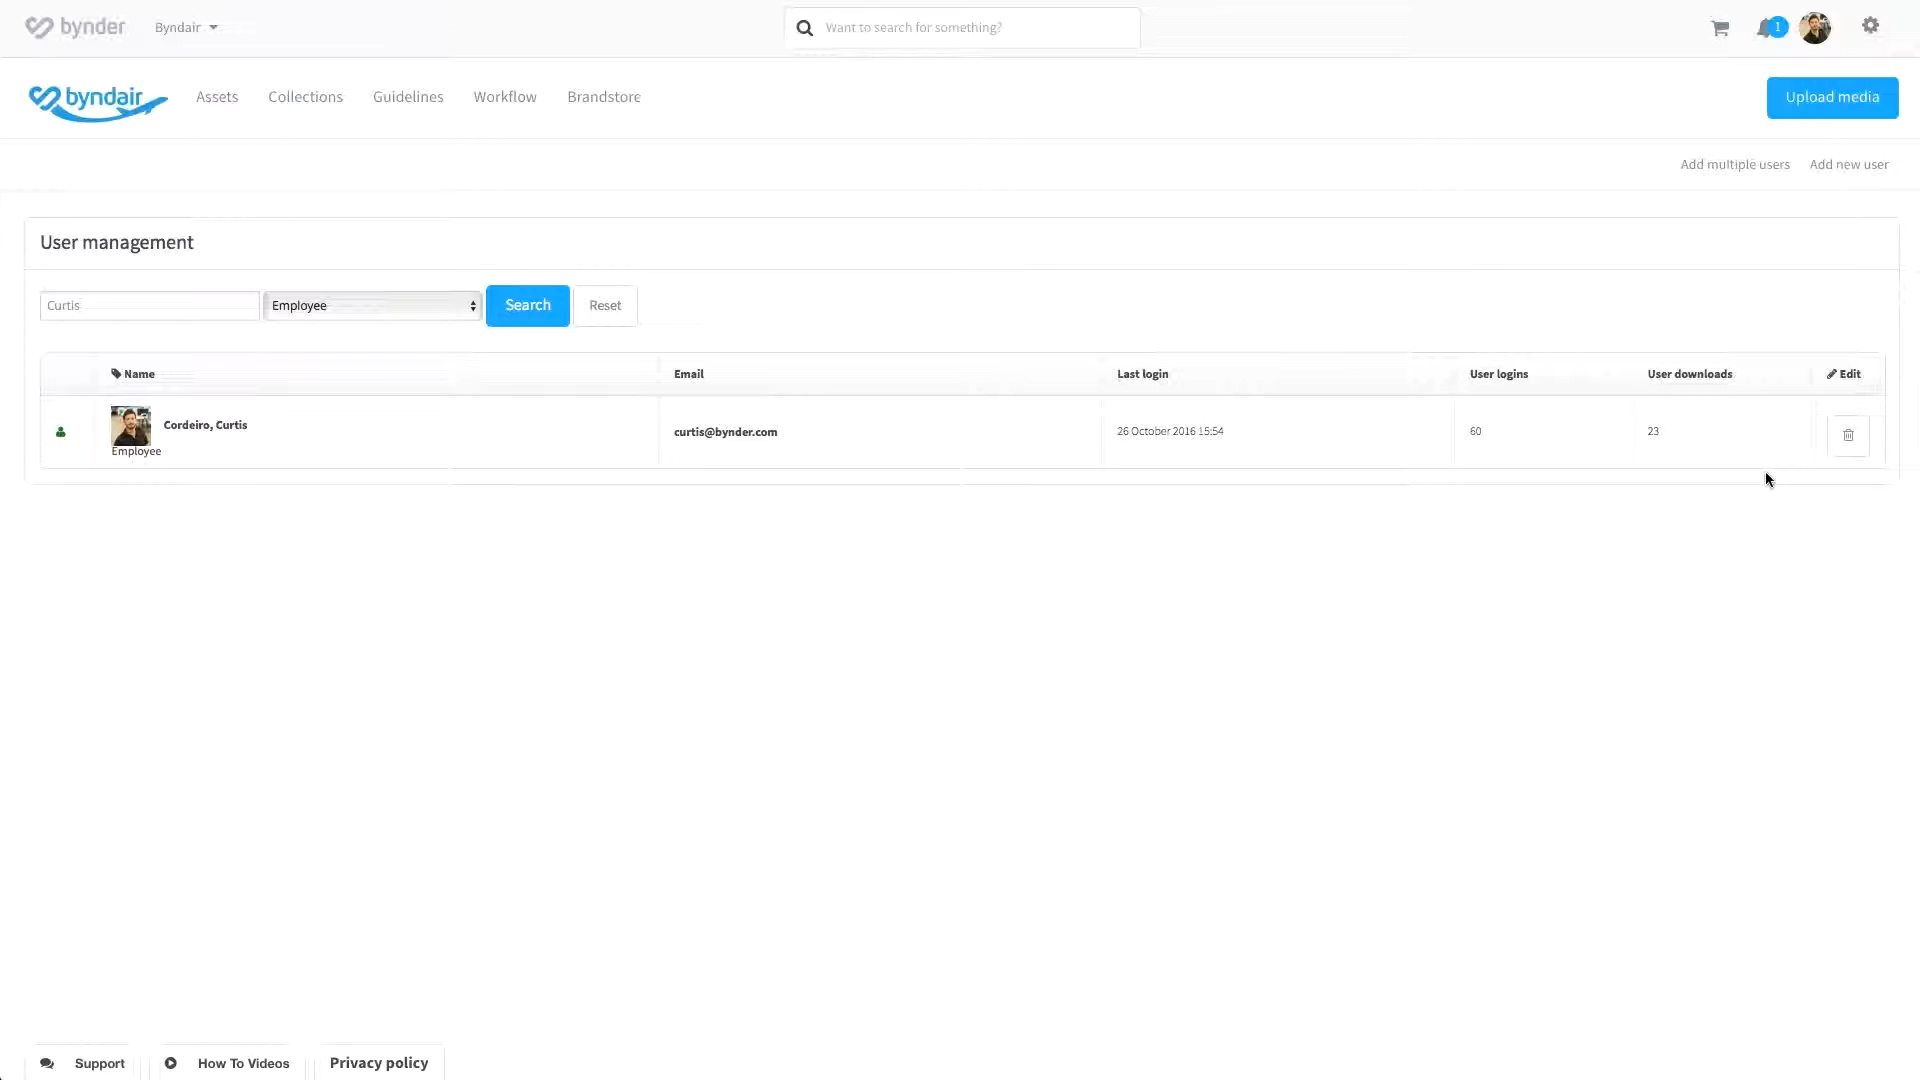 bynder
Byndair
Want to search for something?
1
byndair
Assets
Collections
Guidelines
Workflow
Brandstore
Upload media
Add multiple users
Add new user
User management
Curtis
Employee
Search
Reset
Name
Email
Last login
User logins
User downloads
Edit
Cordeiro, Curtis
Employee
curtis@bynder.com
26 October 2016 15:54
60
23
Support
How To Videos
Privacy policy